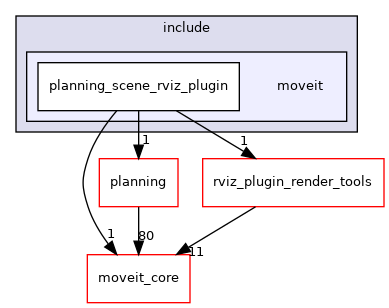 include
planning_scene_rviz_plugin
moveit
1
1
planning
rviz_plugin_render_tools
1
80
11
moveit_core